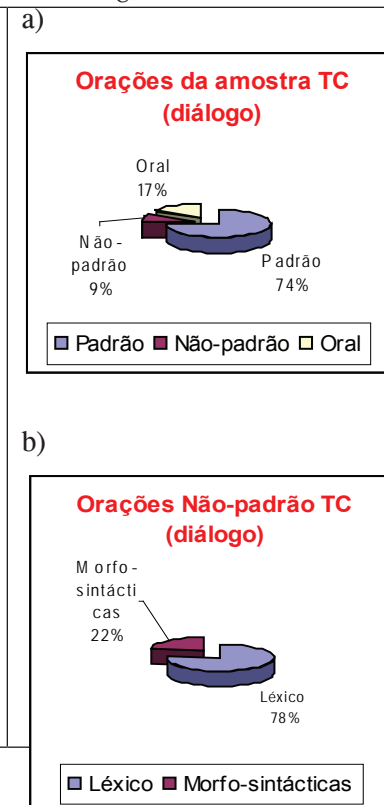 a)
Orações da amostra TC
(diálogo)
Oral
17%
Não-
padrão
9%
Padrão
74%
Padrão Não-padrão Oral
b)
Orações Não-padrão TC
(diálogo)
Morfo-
sintácti
cas
22%
Léxico
78%
Léxico Morfo-sintácticas